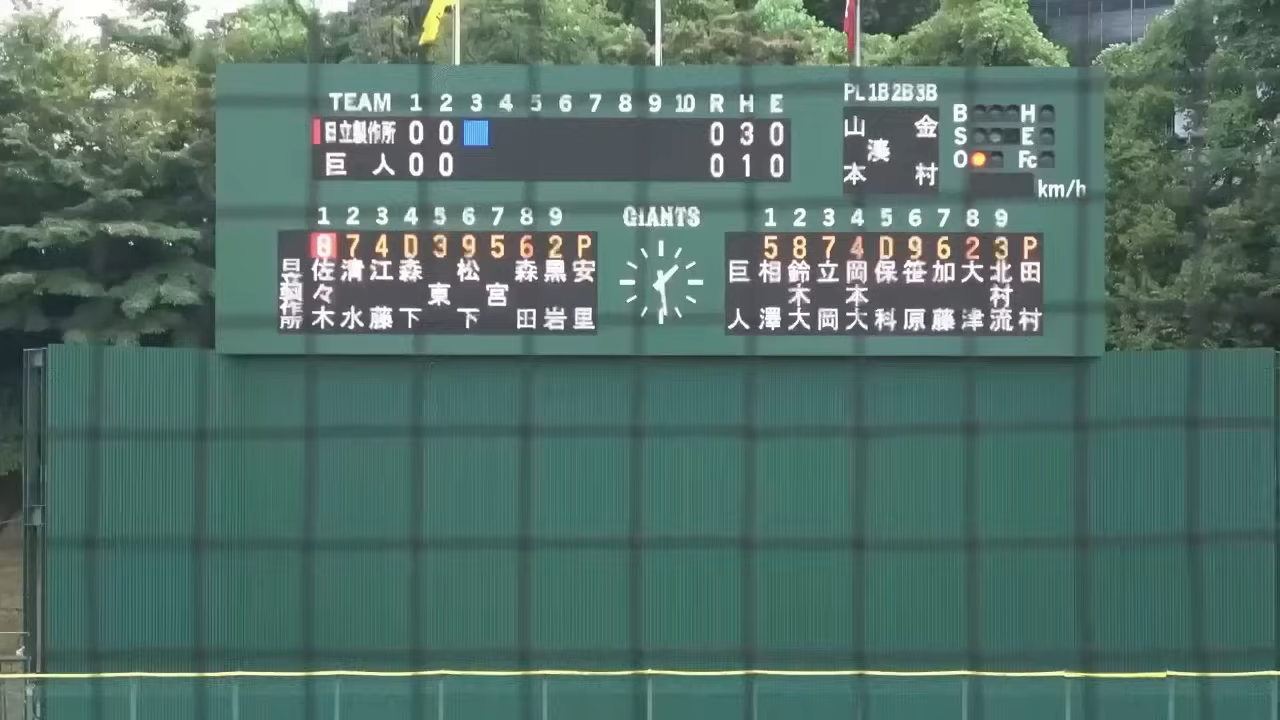 TEAM 1 2 3 4 5 6 7 8 9 10 R H E
日立製作所 0 0 0 3 0
巨人 0 0 0 1 0
PL 1B 2B 3B
山本 湊 金村
B H
S E
O Fc
km/h
GIANTS
1 2 3 4 5 6 7 8 9
8 7 4 D 3 9 5 6 2 P
日立製作所 佐々木 清水 江藤 森下 東 松下 宮 森田 黒岩 安里
1 2 3 4 5 6 7 8 9
5 8 7 4 D 9 6 2 3 P
巨人 相澤 鈴木大 立岡 岡本大 保科 笹原 加藤 大津 北村流 田村